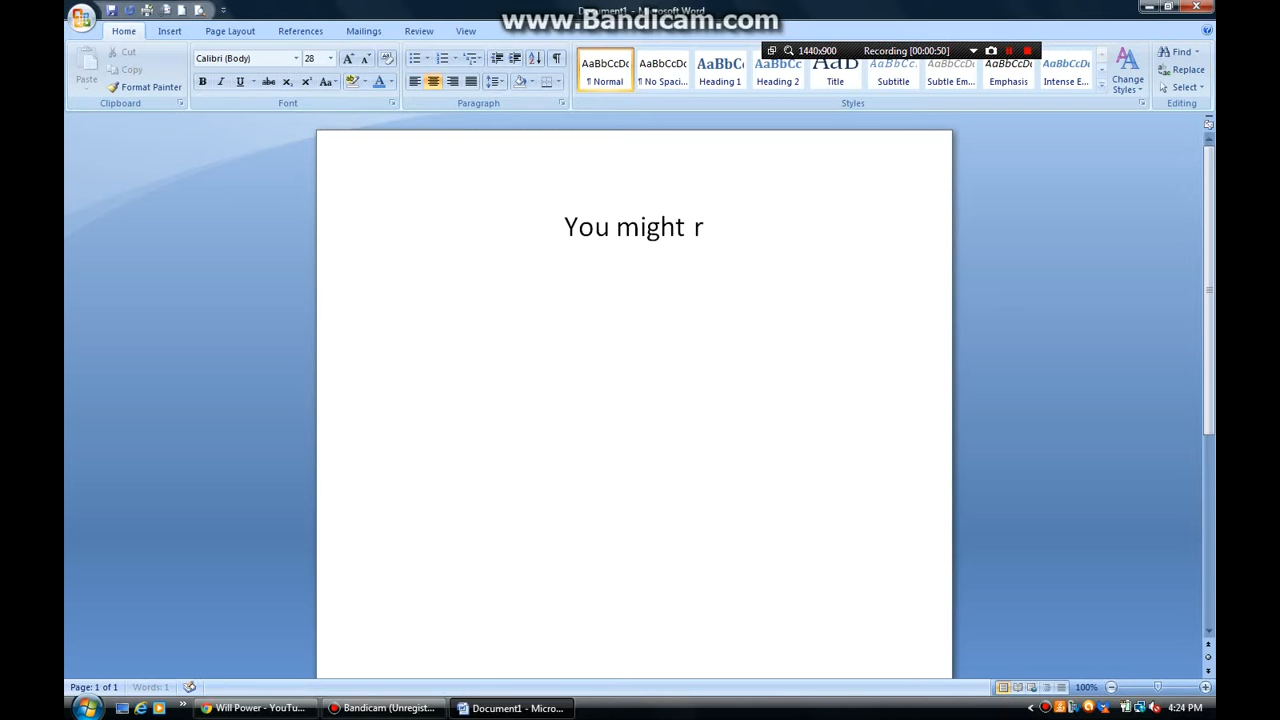 www.Bandicam.com
Document1 - Microsoft Word
Home Insert Page Layout References Mailings Review View
1440x900 Recording [00:00:50]
Paste
Cut
Copy
Format Painter
Clipboard
Calibri (Body) 28
B I U abc X₂ X² Aa A
Font
Paragraph
AaBbCcDc ¶ Normal
AaBbCcDc ¶ No Spaci...
AaBbC( Heading 1
AaBbCc Heading 2
AaB Title
AaBbCc. Subtitle
AaBbCcDc Subtle Em...
AaBbCcDc Emphasis
AaBbCcDc Intense E...
Change Styles
Styles
Find
Replace
Select
Editing
You might r
Page: 1 of 1 Words: 1
100%
Will Power - YouTu...
Bandicam (Unregist...
Document1 - Micro...
4:24 PM